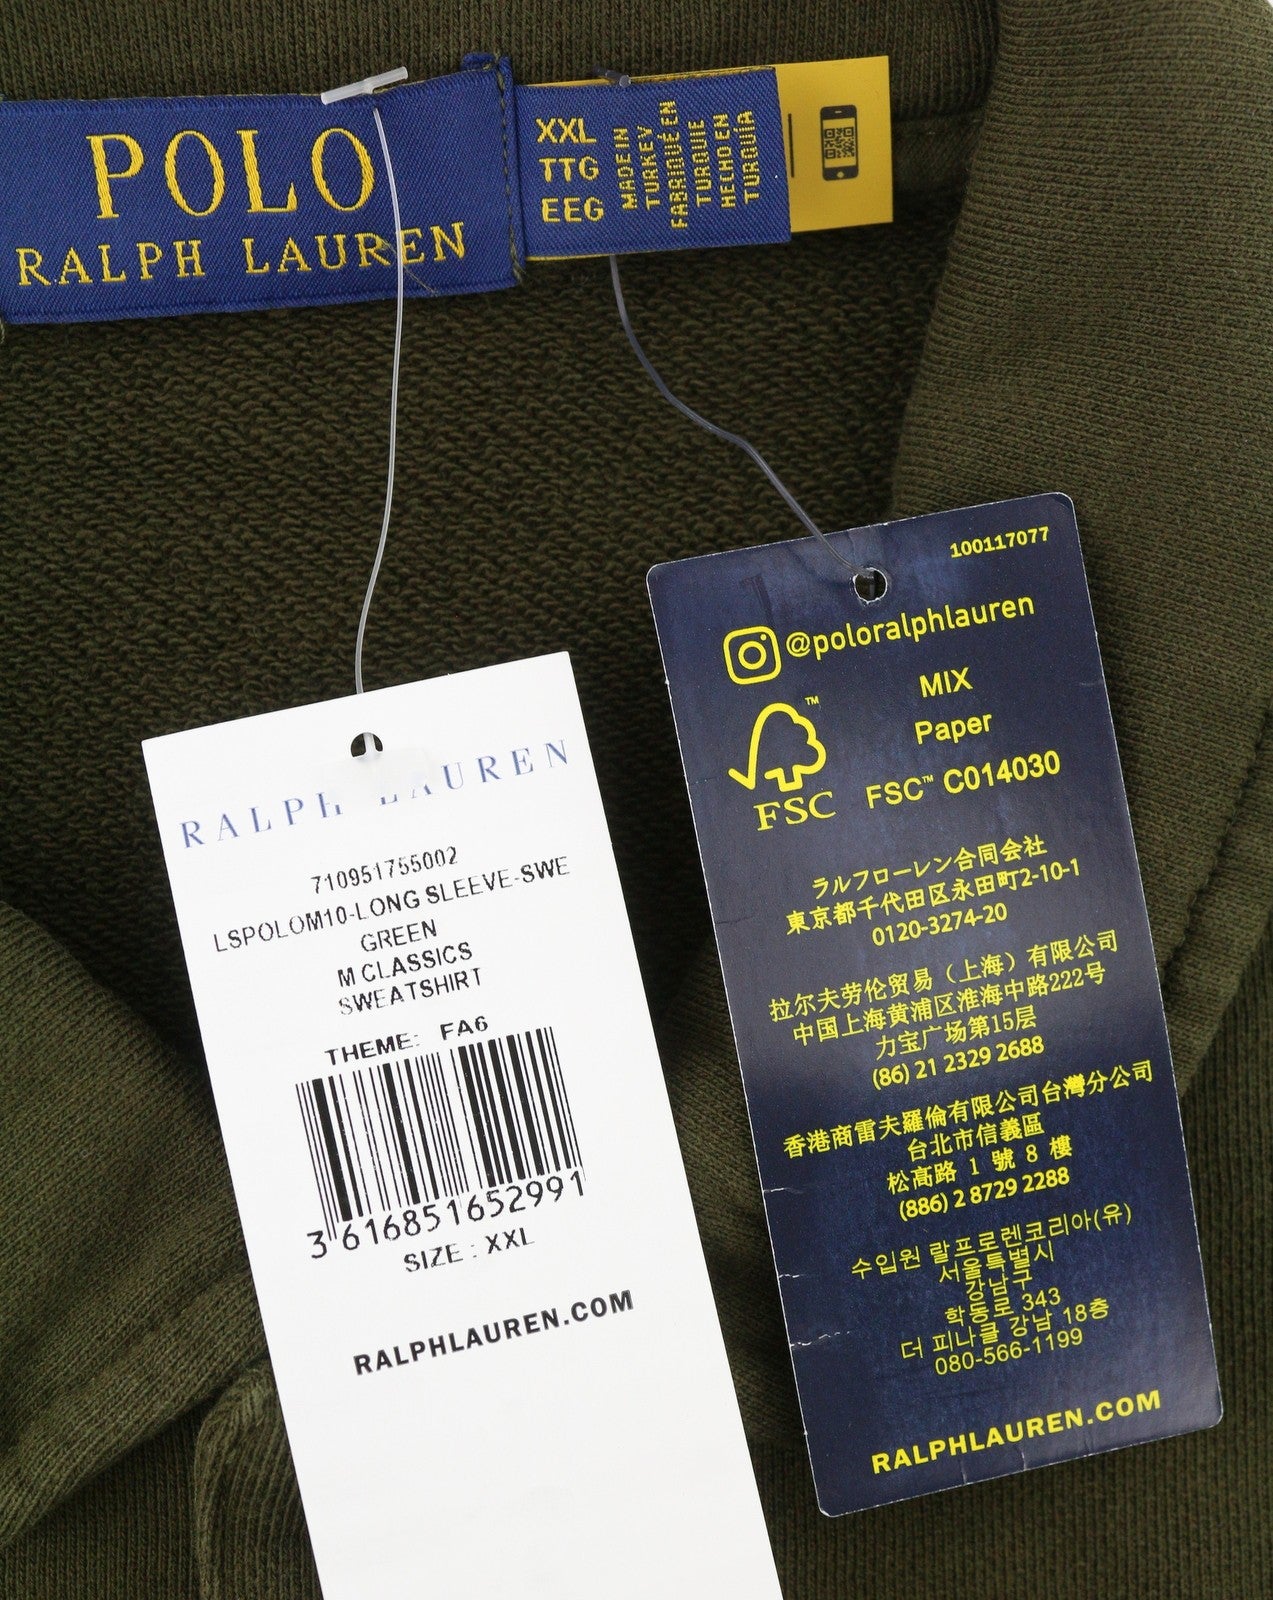 POLO
RALPH LAUREN
XXL
TTG
EEG
MADE IN
TURKEY
FABRIQUÉ EN
TURQUIE
HECHO EN
TURQUÍA
RALPH LAUREN
710951755002
LSPOLOM10-LONG SLEEVE-SWE
GREEN
M CLASSICS
SWEATSHIRT
THEME: FA6
3 616851652991
SIZE : XXL
RALPHLAUREN.COM
100117077
@poloralphlauren
MIX
Paper
FSC™ C014030
FSC
™
ラルフローレン合同会社
東京都千代田区永田町2-10-1
0120-3274-20
拉尔夫劳伦贸易（上海）有限公司
中国上海黄浦区淮海中路222号
力宝广场第15层
(86) 21 2329 2688
香港商雷夫羅倫有限公司台灣分公司
台北市信義區
松高路 1 號 8 樓
(886) 2 8729 2288
수입원 랄프로렌코리아(유)
서울특별시
강남구
학동로 343
더 피나클 강남 18층
080-566-1199
RALPHLAUREN.COM